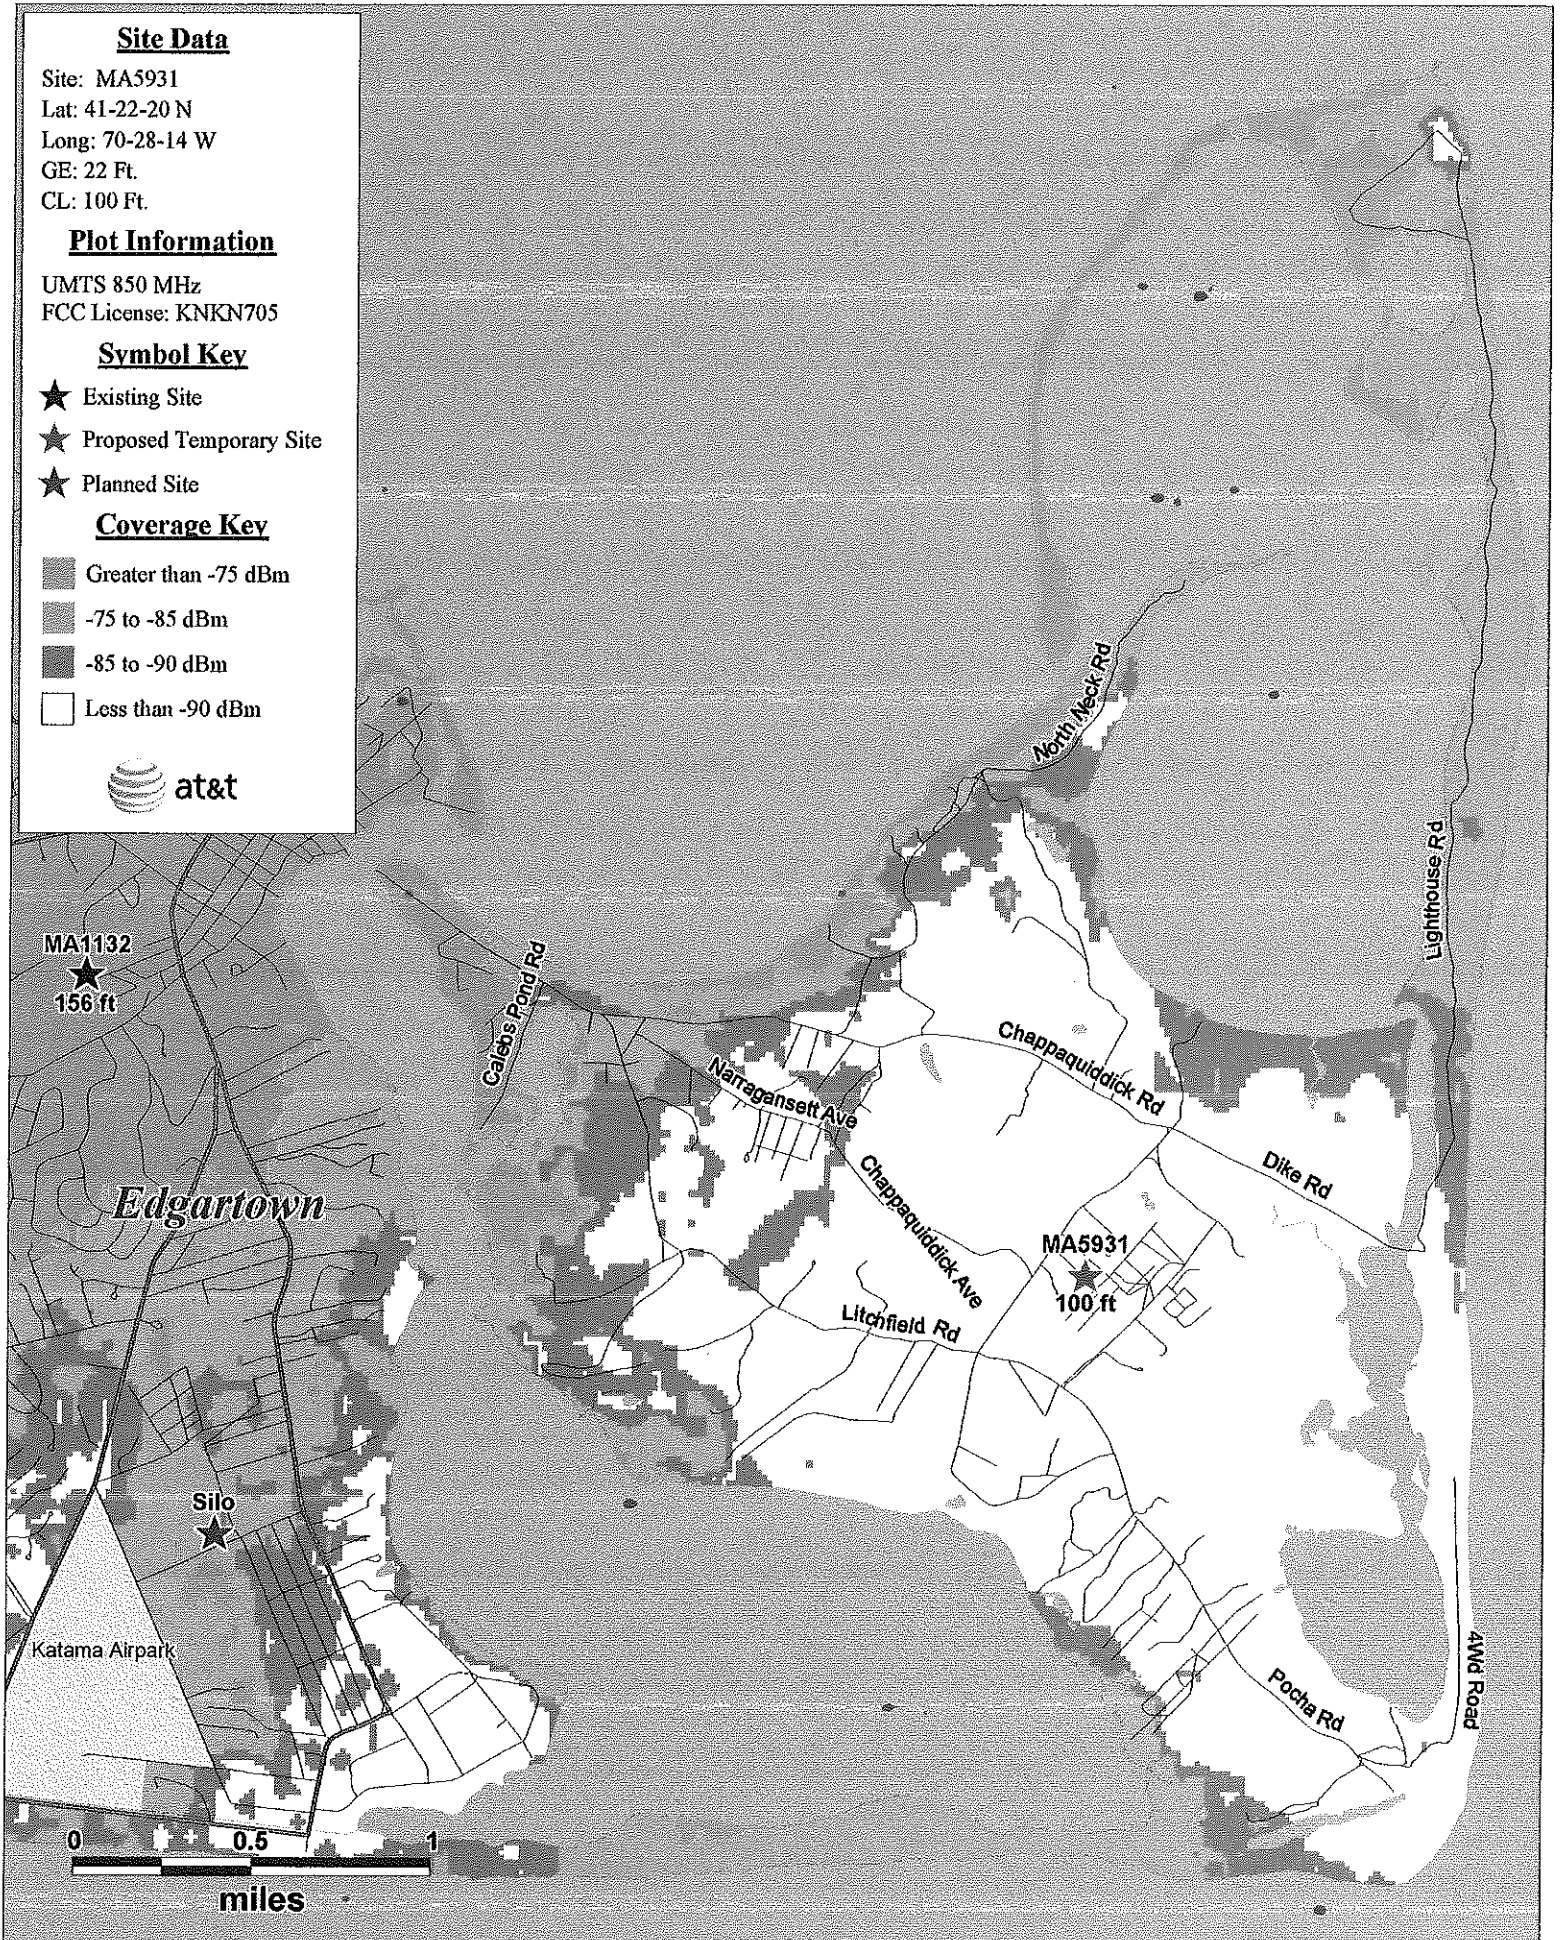 Site Data
Site: MA5931
Lat: 41-22-20 N
Long: 70-28-14 W
GE: 22 Ft.
CL: 100 Ft.
Plot Information
UMTS 850 MHz
FCC License: KNKN705
Symbol Key
Existing Site
Proposed Temporary Site
Planned Site
Coverage Key
Greater than -75 dBm
-75 to -85 dBm
-85 to -90 dBm
Less than -90 dBm
at&t
North Neck Rd
Lighthouse Rd
MA1132
156 ft
Calebs Pond Rd
Chappaquiddick Rd
Narragansett Ave
Dike Rd
Edgartown
Chappaquiddick Ave
MA5931
100 ft
Litchfield Rd
Silo
Katama Airpark
Pocha Rd
4Wd Road
0 0.5 1
miles